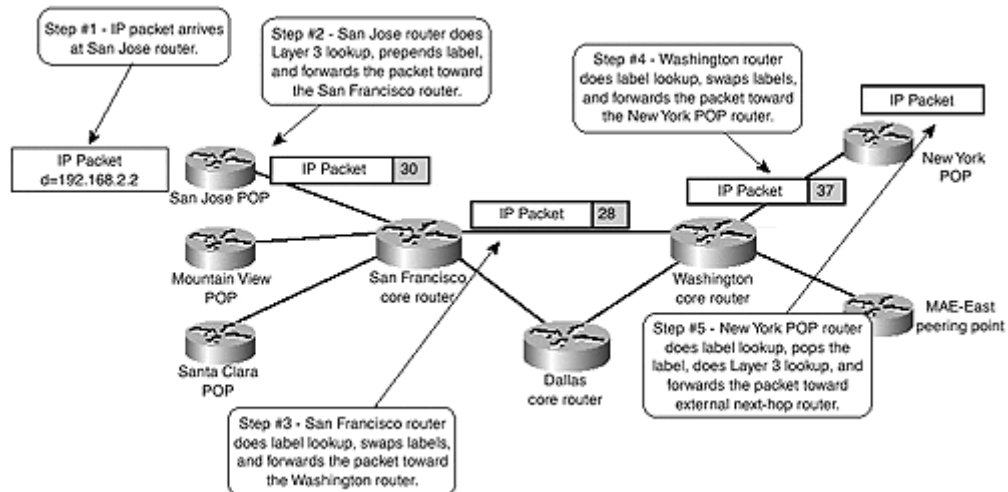 Step #1 - IP packet arrives
at San Jose router.
Step #2 - San Jose router does
Layer 3 lookup, prepends label,
and forwards the packet toward
the San Francisco router.
Step #4 - Washington router
does label lookup, swaps labels,
and forwards the packet toward
the New York POP router.
IP Packet
IP Packet
d=192.168.2.2
San Jose POP
IP Packet 30
New York
POP
IP Packet 37
IP Packet 28
Mountain View
POP
San Francisco
core router
Washington
core router
MAE-East
peering point
Santa Clara
POP
Dallas
core router
Step #5 - New York POP router
does label lookup, pops the
label, does Layer 3 lookup, and
forwards the packet toward
external next-hop router.
Step #3 - San Francisco router
does label lookup, swaps labels,
and forwards the packet toward
the Washington router.